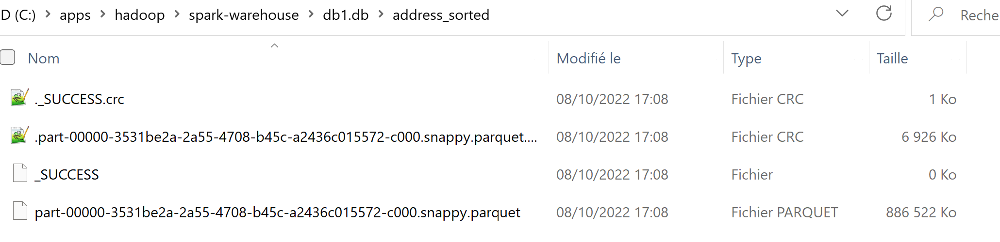 D (C:) > apps > hadoop > spark-warehouse > db1.db > address_sorted Reche
Nom Modifié le Type Taille
._SUCCESS.crc 08/10/2022 17:08 Fichier CRC 1 Ko
.part-00000-3531be2a-2a55-4708-b45c-a2436c015572-c000.snappy.parquet.... 08/10/2022 17:08 Fichier CRC 6 926 Ko
_SUCCESS 08/10/2022 17:08 Fichier 0 Ko
part-00000-3531be2a-2a55-4708-b45c-a2436c015572-c000.snappy.parquet 08/10/2022 17:08 Fichier PARQUET 886 522 Ko